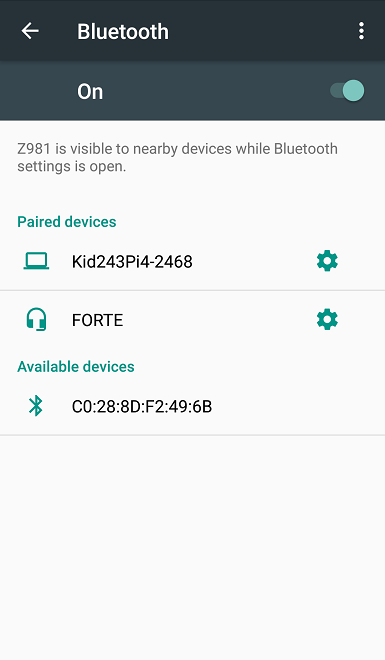 Bluetooth
On
Z981 is visible to nearby devices while Bluetooth
settings is open.
Paired devices
Kid243Pi4-2468
FORTE
Available devices
C0:28:8D:F2:49:6B